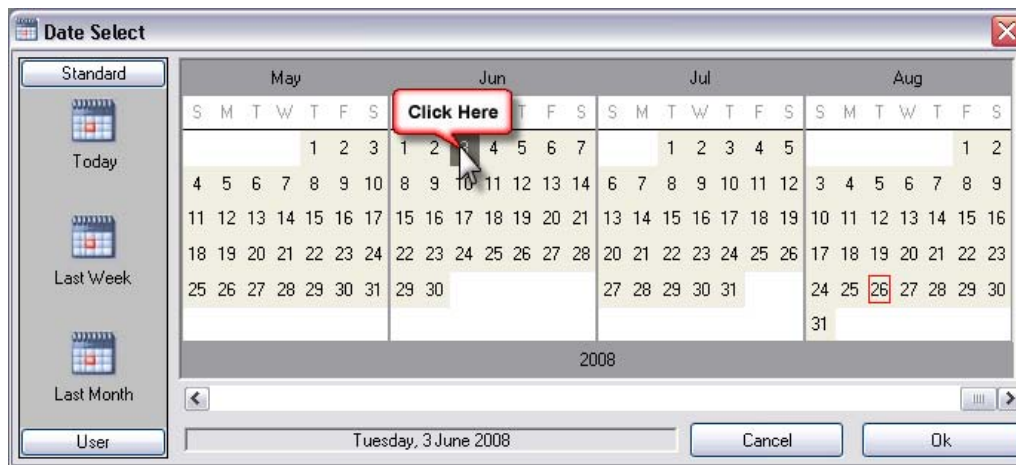 Date Select
Standard
Today
Last Week
Last Month
User
May Jun Jul Aug
S M T W T F S Click Here T F S S M T W T F S S M T W T F S
1 2 3 1 2 3 4 5 6 7 1 2 3 4 5 1 2
4 5 6 7 8 9 10 8 9 10 11 12 13 14 6 7 8 9 10 11 12 3 4 5 6 7 8 9
11 12 13 14 15 16 17 15 16 17 18 19 20 21 13 14 15 16 17 18 19 10 11 12 13 14 15 16
18 19 20 21 22 23 24 22 23 24 25 26 27 28 20 21 22 23 24 25 26 17 18 19 20 21 22 23
25 26 27 28 29 30 31 29 30 27 28 29 30 31 24 25 26 27 28 29 30
31
2008
Tuesday, 3 June 2008 Cancel Ok